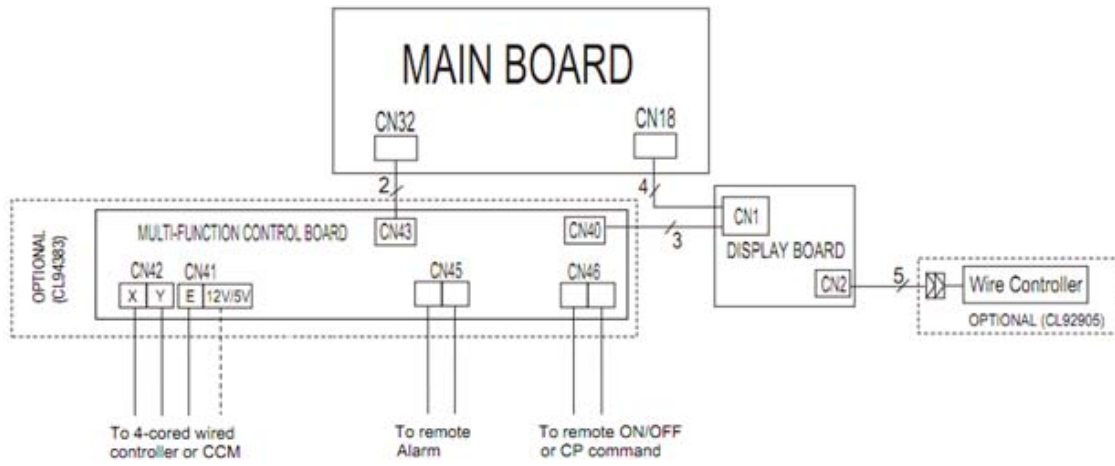 MAIN BOARD
CN32
CN18
2
4
OPTIONAL
(CL94383)
MULTI-FUNCTION CONTROL BOARD
CN43
CN40
3
CN1
DISPLAY BOARD
CN2
5
Wire Controller
OPTIONAL (CL92905)
CN42
CN41
X Y E 12V/5V
CN45
CN46
To 4-cored wired
controller or CCM
To remote
Alarm
To remote ON/OFF
or CP command